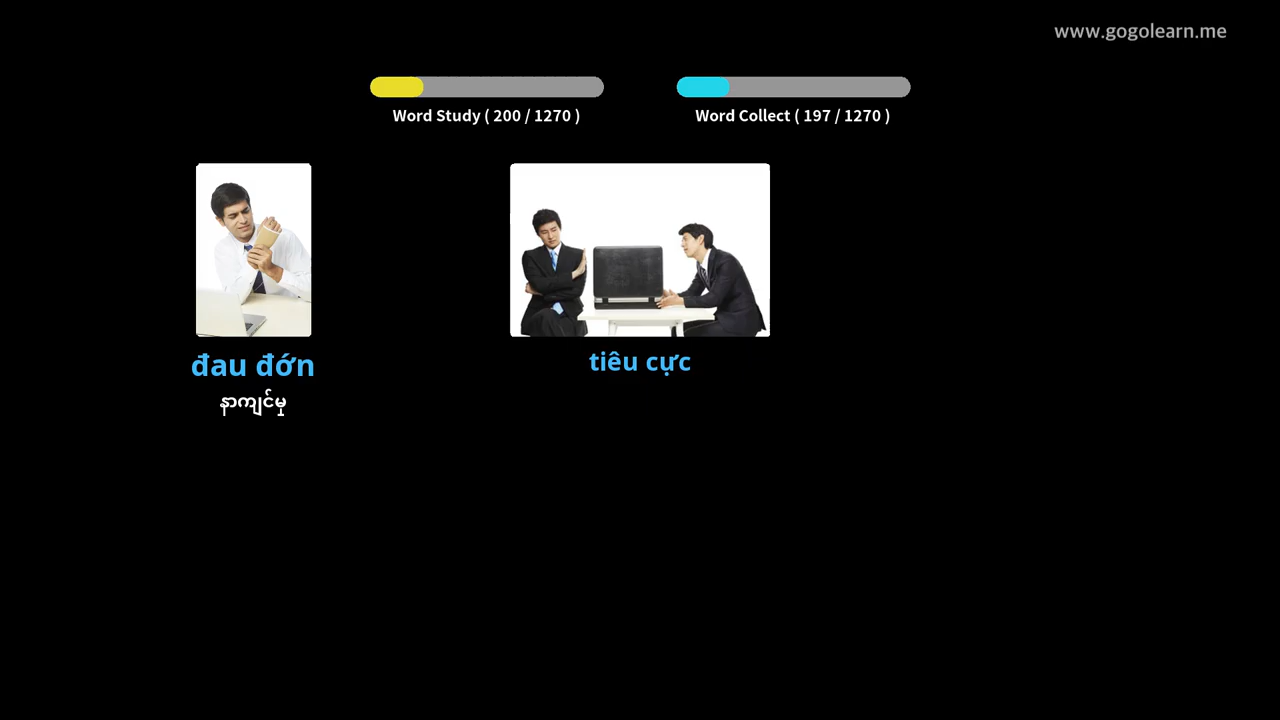 www.gogolearn.me
Word Study ( 200 / 1270 )
Word Collect ( 197 / 1270 )
đau đớn
နာကျင်မှု
tiêu cực